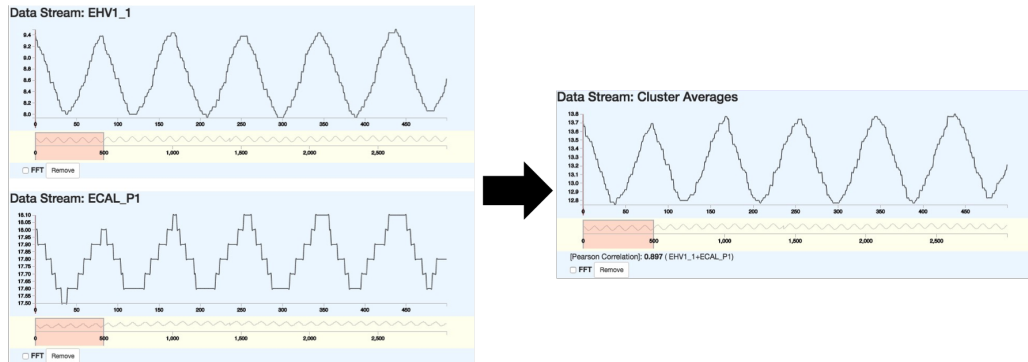 Data Stream: EHV1_1
9.4
9.2
9.0
8.8
8.6
8.4
8.2
8.0
0 50 100 150 200 250 300 350 400 450
0 500 1,000 1,500 2,000 2,500
FFT Remove
Data Stream: ECAL_P1
18.10
18.05
18.00
17.95
17.90
17.85
17.80
17.75
17.70
17.65
17.60
17.55
17.50
0 50 100 150 200 250 300 350 400 450
0 500 1,000 1,500 2,000 2,500
FFT Remove
Data Stream: Cluster Averages
13.8
13.7
13.6
13.5
13.4
13.3
13.2
13.1
13.0
12.9
12.8
0 50 100 150 200 250 300 350 400 450
0 500 1,000 1,500 2,000 2,500
[Pearson Correlation]: 0.897 ( EHV1_1+ECAL_P1)
FFT Remove